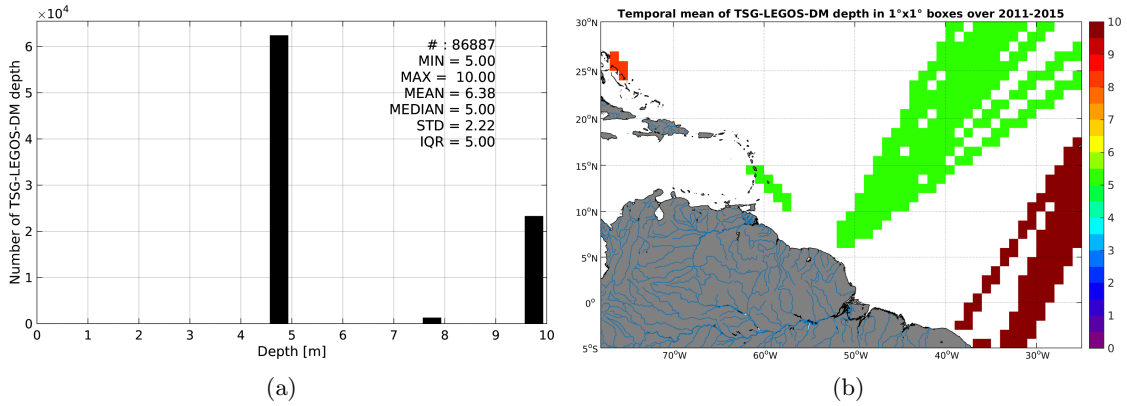 ×10⁴
Number of TSG-LEGOS-DM depth
6
5
4
3
2
1
0
# : 86887
MIN = 5.00
MAX = 10.00
MEAN = 6.38
MEDIAN = 5.00
STD = 2.22
IQR = 5.00
0 1 2 3 4 5 6 7 8 9 10
Depth [m]
(a)
Temporal mean of TSG-LEGOS-DM depth in 1°x1° boxes over 2011-2015
30°N
25°N
20°N
15°N
10°N
5°N
0°
5°S
70°W 60°W 50°W 40°W 30°W
10
9
8
7
6
5
4
3
2
1
0
(b)